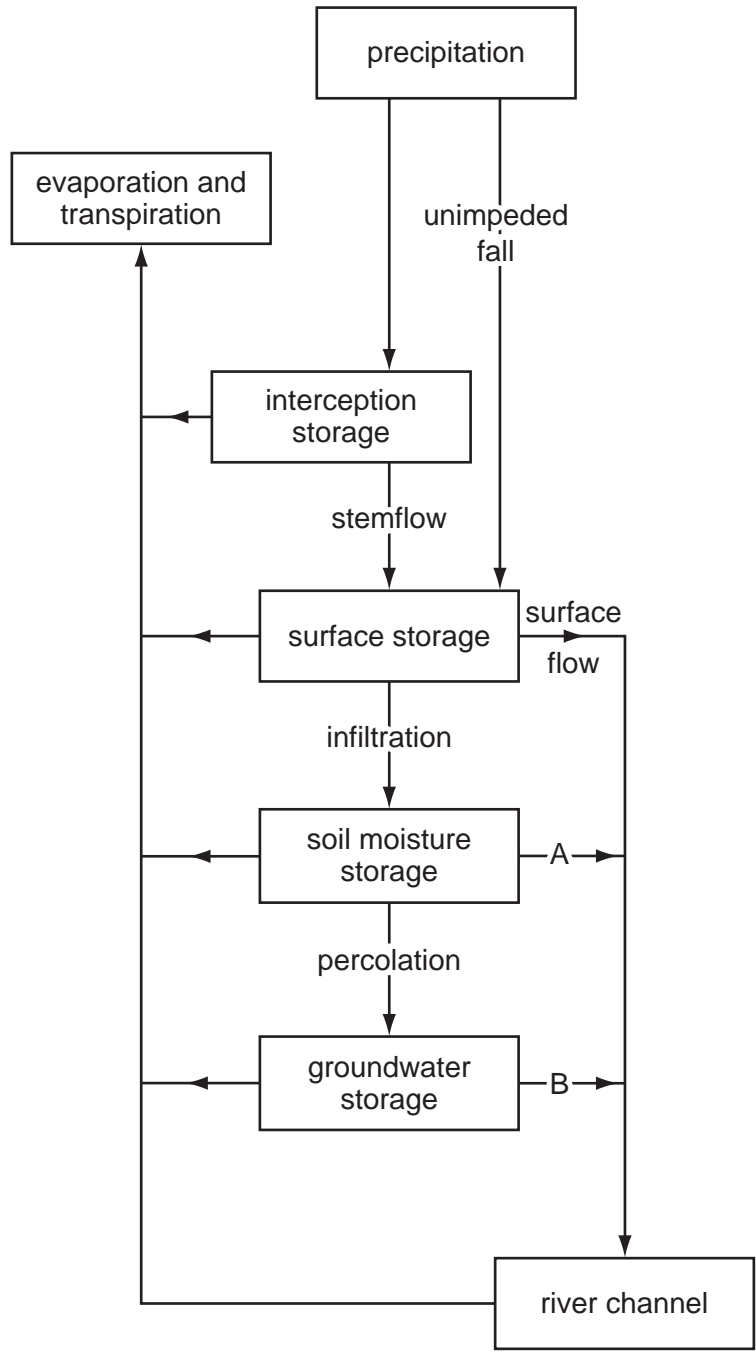 precipitation
evaporation and
transpiration
unimpeded
fall
interception
storage
stemflow
surface storage
surface
flow
infiltration
soil moisture
storage
A
percolation
groundwater
storage
B
river channel